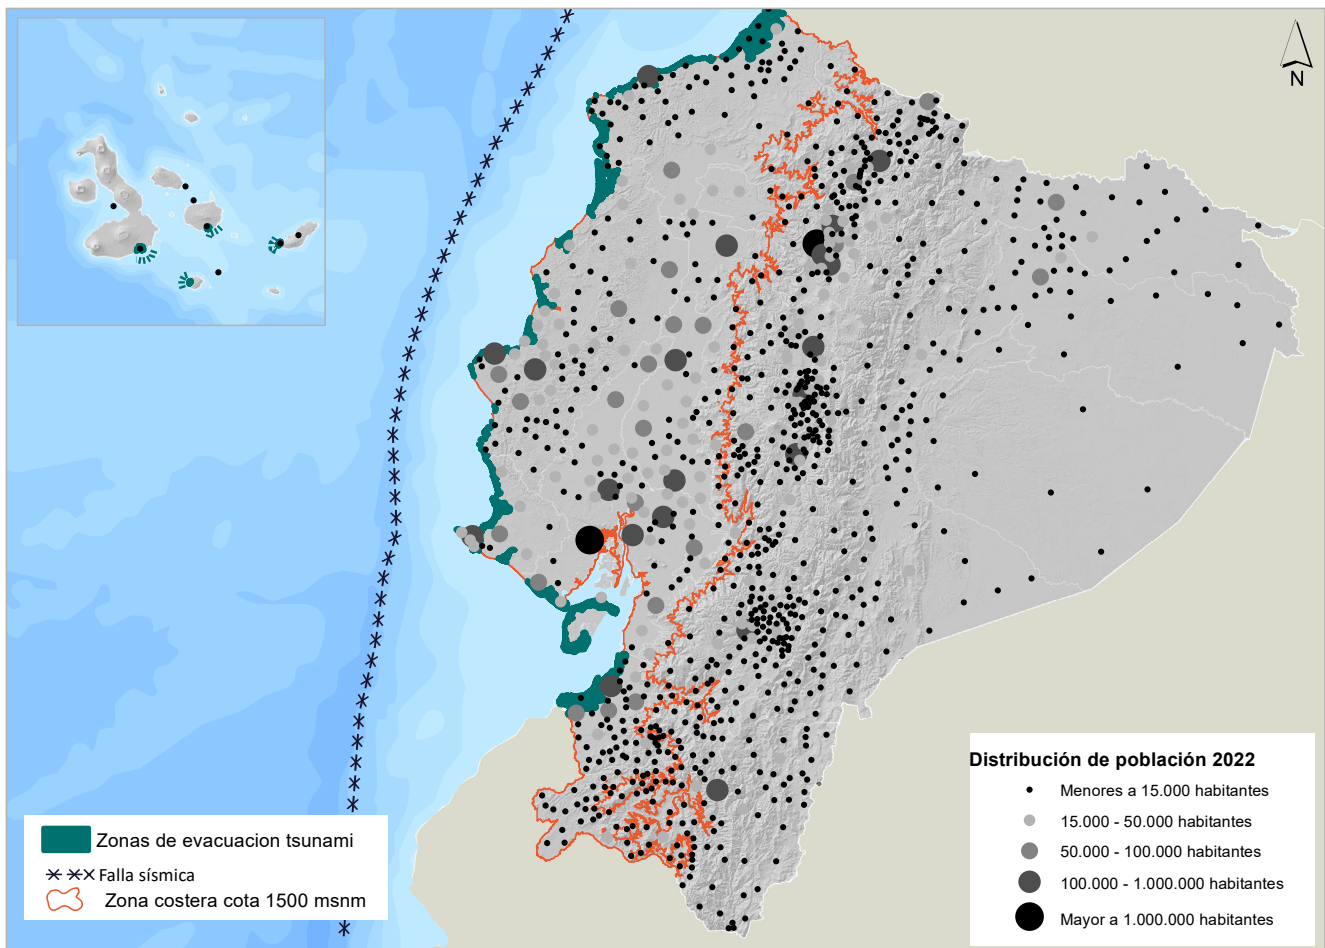 N
Zonas de evacuacion tsunami
Falla sísmica
Zona costera cota 1500 msnm
Distribución de población 2022
Menores a 15.000 habitantes
15.000 - 50.000 habitantes
50.000 - 100.000 habitantes
100.000 - 1.000.000 habitantes
Mayor a 1.000.000 habitantes